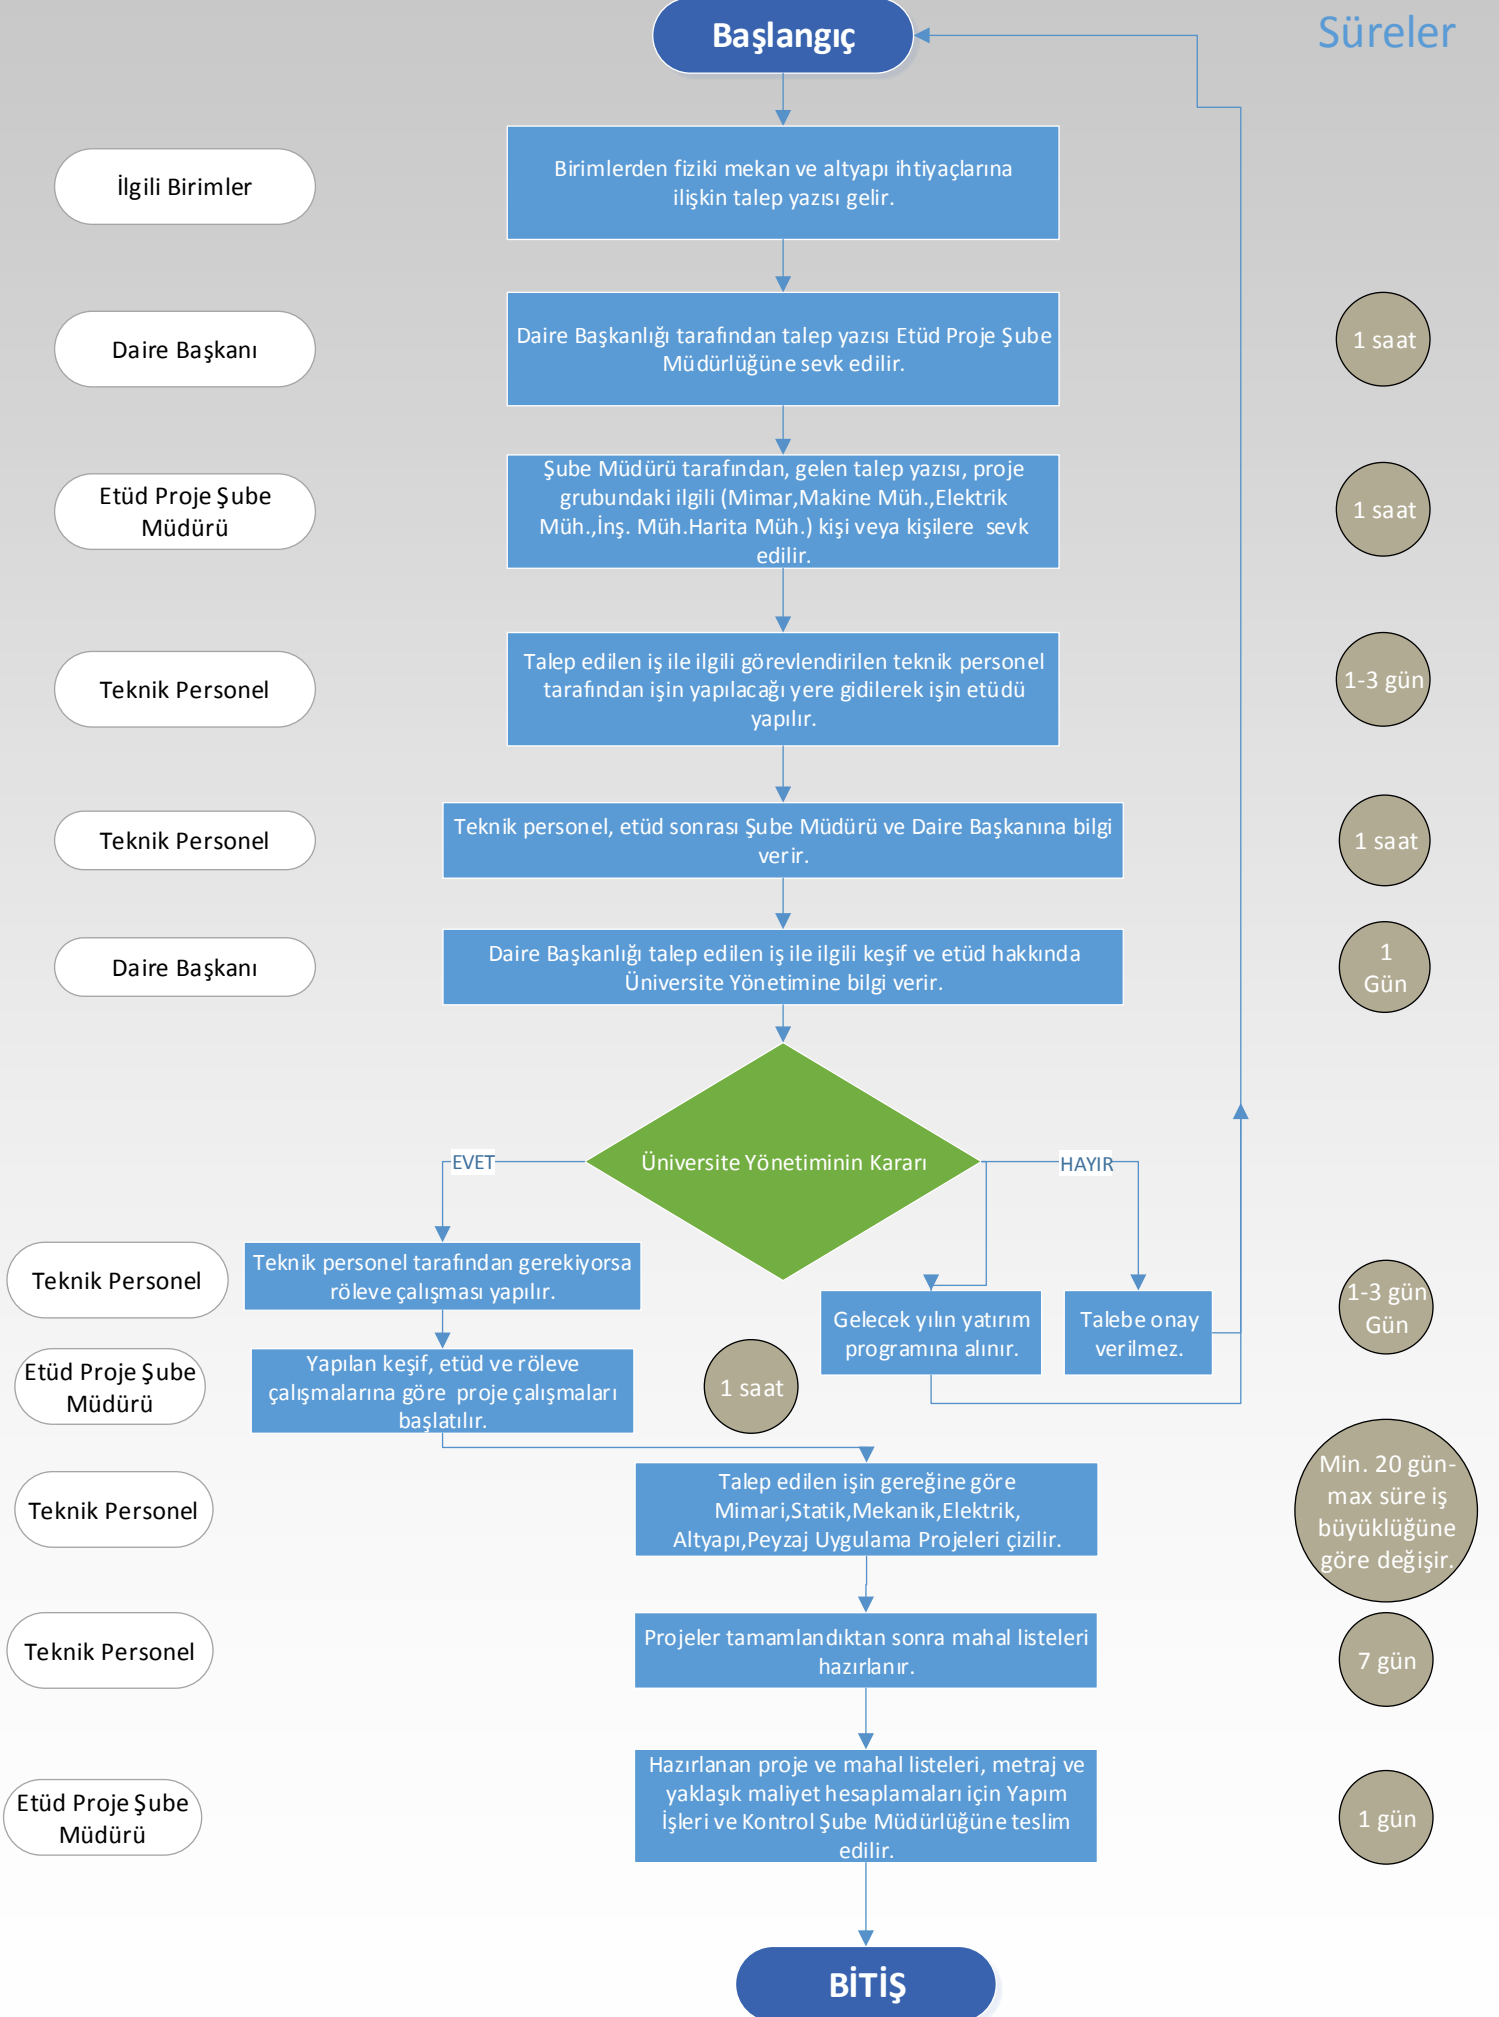 Başlangıç
Süreler
İlgili Birimler
Birimlerden fiziki mekan ve altyapı ihtiyaçlarına
ilişkin talep yazısı gelir.
Daire Başkanı
Daire Başkanlığı tarafından talep yazısı Etüd Proje Şube
Müdürlüğüne sevk edilir.
1 saat
Etüd Proje Şube
Müdürü
Şube Müdürü tarafından, gelen talep yazısı, proje
grubundaki ilgili (Mimar,Makine Müh.,Elektrik
Müh.,İnş. Müh.Harita Müh.) kişi veya kişilere sevk
edilir.
1 saat
Teknik Personel
Talep edilen iş ile ilgili görevlendirilen teknik personel
tarafından işin yapılacağı yere gidilerek işin etüdü
yapılır.
1-3 gün
Teknik Personel
Teknik personel, etüd sonrası Şube Müdürü ve Daire Başkanına bilgi
verir.
1 saat
Daire Başkanı
Daire Başkanlığı talep edilen iş ile ilgili keşif ve etüd hakkında
Üniversite Yönetimine bilgi verir.
1
Gün
EVET
Üniversite Yönetiminin Kararı
HAYIR
Teknik Personel
Teknik personel tarafından gerekiyorsa
röleve çalışması yapılır.
Gelecek yılın yatırım
programına alınır.
Talebe onay
verilmez.
1-3 gün
Gün
Etüd Proje Şube
Müdürü
Yapılan keşif, etüd ve röleve
çalışmalarına göre proje çalışmaları
başlatılır.
1 saat
Teknik Personel
Talep edilen işin gereğine göre
Mimari,Statik,Mekanik,Elektrik,
Altyapı,Peyzaj Uygulama Projeleri çizilir.
Min. 20 gün-
max süre iş
büyüklüğüne
göre değişir.
Teknik Personel
Projeler tamamlandıktan sonra mahal listeleri
hazırlanır.
7 gün
Etüd Proje Şube
Müdürü
Hazırlanan proje ve mahal listeleri, metraj ve
yaklaşık maliyet hesaplamaları için Yapım
İşleri ve Kontrol Şube Müdürlüğüne teslim
edilir.
1 gün
BİTİŞ